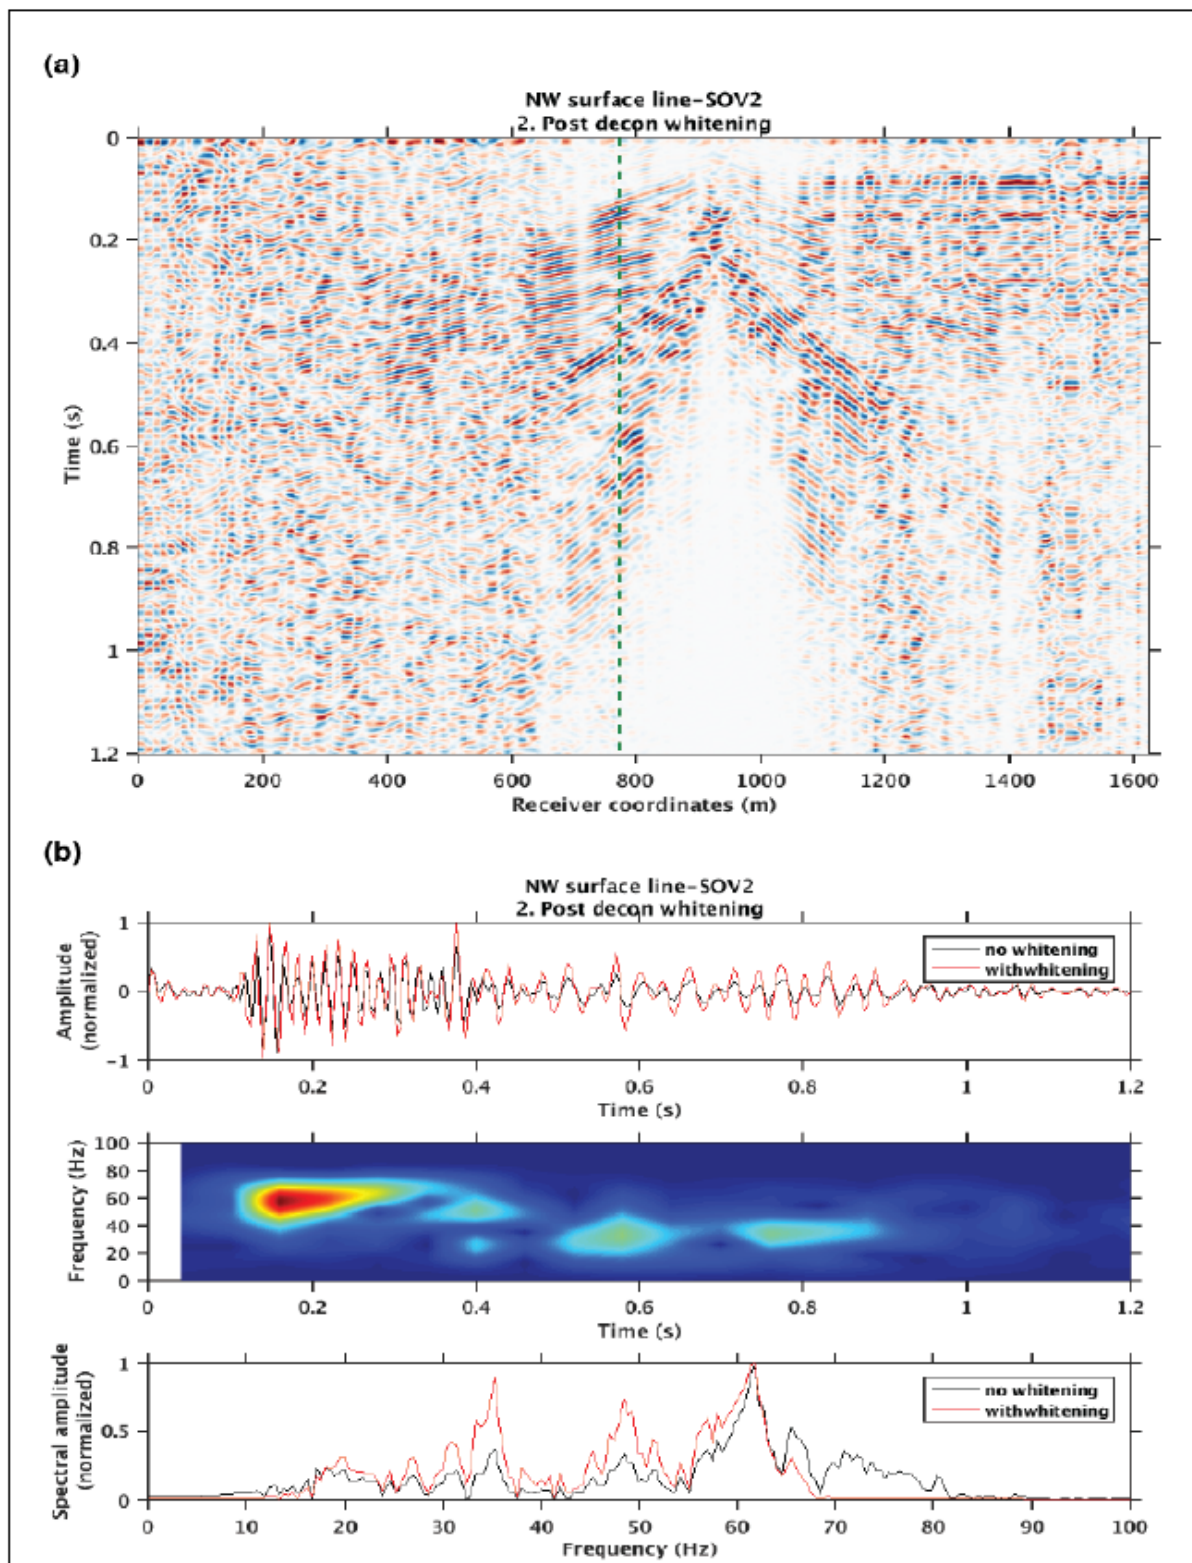 (a)
NW surface line-SOV2
2. Post decon whitening
0
0.2
0.4
0.6
0.8
1
1.2
Time (s)
0 200 400 600 800 1000 1200 1400 1600
Receiver coordinates (m)
(b)
NW surface line-SOV2
2. Post decon whitening
Amplitude
(normalized)
1
0
-1
no whitening
withwhitening
0 0.2 0.4 0.6 0.8 1 1.2
Time (s)
Frequency (Hz)
100
80
60
40
20
0
0 0.2 0.4 0.6 0.8 1 1.2
Time (s)
Spectral amplitude
(normalized)
1
0.5
0
no whitening
withwhitening
0 10 20 30 40 50 60 70 80 90 100
Frequency (Hz)